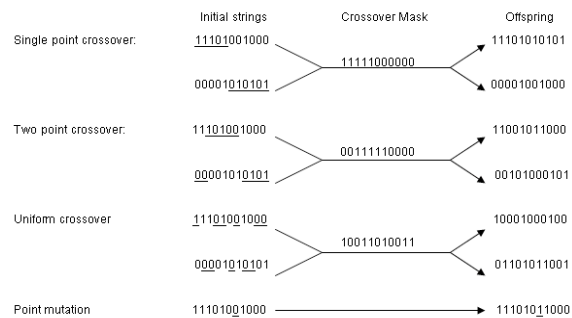 Initial strings Crossover Mask Offspring
Single point crossover: 11101001000 11101010101
11111000000
00001010101 00001001000
Two point crossover: 11101001000 11001011000
00111110000
00001010101 00101000101
Uniform crossover 11101001000 10001000100
10011010011
00001010101 01101011001
Point mutation 11101001000 11101011000